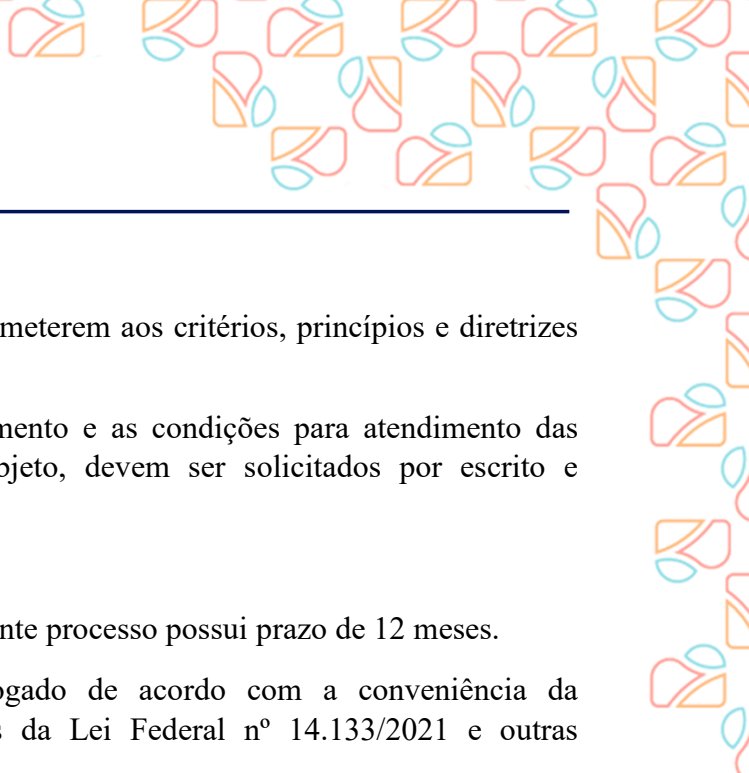 meterem aos critérios, princípios e diretrizes
mento e as condições para atendimento das
bjeto, devem ser solicitados por escrito e
nte processo possui prazo de 12 meses.
ogado de acordo com a conveniência da
s da Lei Federal nº 14.133/2021 e outras